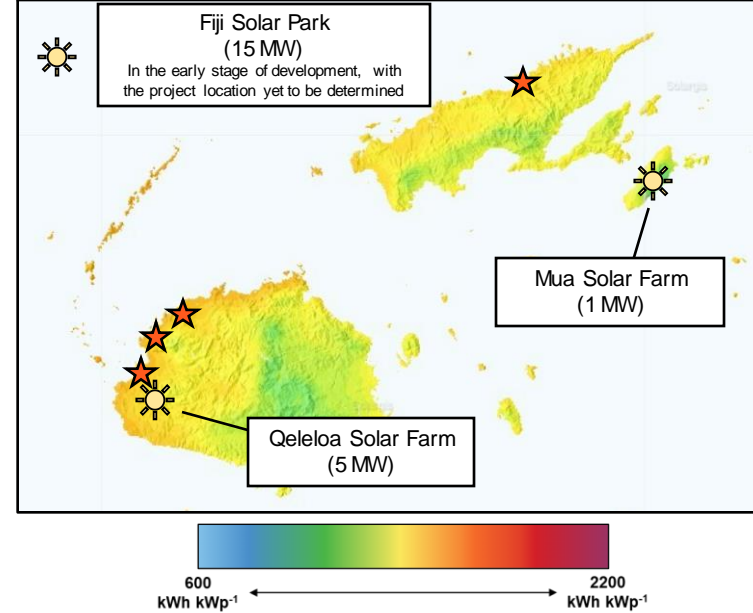 Fiji Solar Park
(15 MW)
In the early stage of development, with
the project location yet to be determined
Solargis
Mua Solar Farm
(1 MW)
Qeleloa Solar Farm
(5 MW)
600
kWh kWp⁻¹
2200
kWh kWp⁻¹